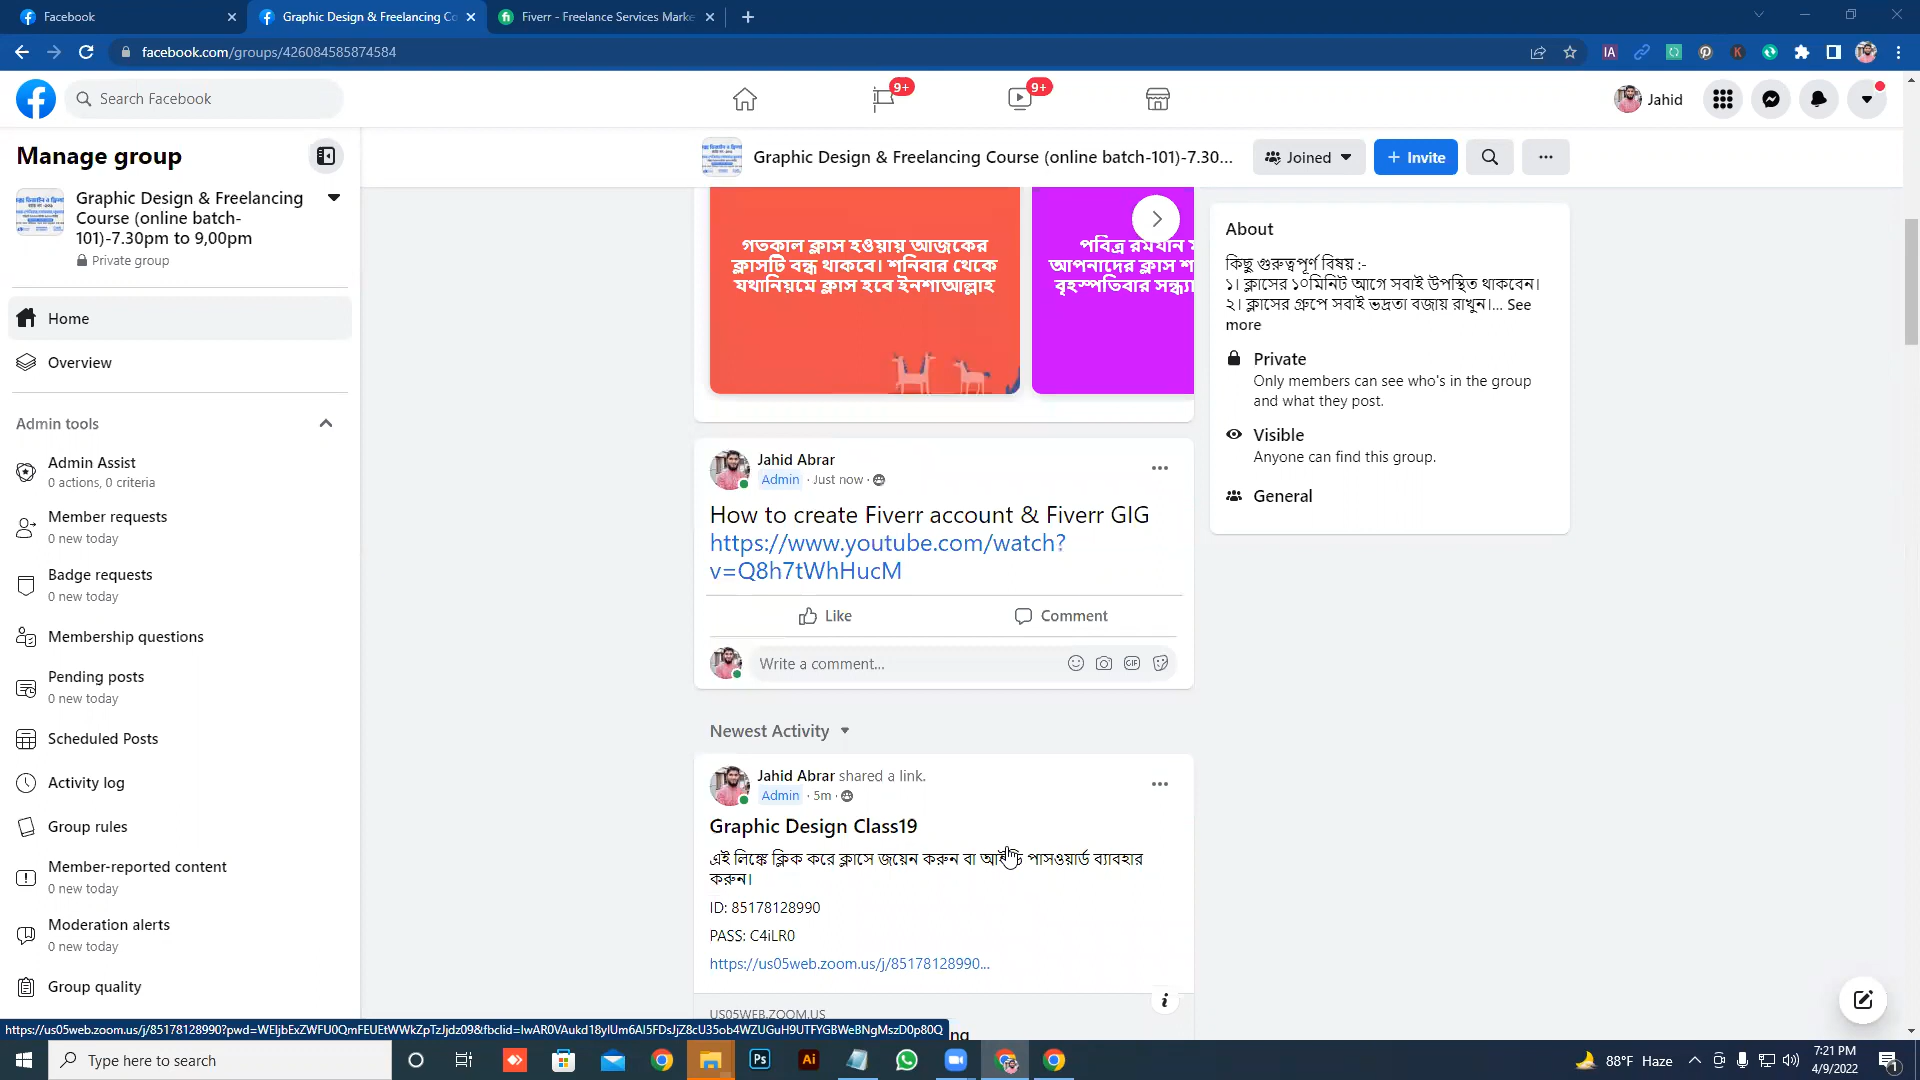 Facebook
Graphic Design & Freelancing Co
Fiverr - Freelance Services Marke
facebook.com/groups/426084585874584
Search Facebook
9+
9+
Jahid
Manage group
Graphic Design & Freelancing
Course (online batch-
101)-7.30pm to 9,00pm
Private group
Home
Overview
Admin tools
Admin Assist
0 actions, 0 criteria
Member requests
0 new today
Badge requests
0 new today
Membership questions
Pending posts
0 new today
Scheduled Posts
Activity log
Group rules
Member-reported content
0 new today
Moderation alerts
0 new today
Group quality
Graphic Design & Freelancing Course (online batch-101)-7.30...
Joined
+ Invite
গতকাল ক্লাস হওয়ায় আজকের
ক্লাসটি বন্ধ থাকবে। শনিবার থেকে
যথানিয়মে ক্লাস হবে ইনশাআল্লাহ
পবিত্র রমযান
আপনাদের ক্লাস শ
বৃহস্পতিবার সন্ধ্যা
Jahid Abrar
Admin · Just now ·
How to create Fiverr account & Fiverr GIG
https://www.youtube.com/watch?
v=Q8h7tWhHucM
Like
Comment
Write a comment...
GIF
Newest Activity
Jahid Abrar shared a link.
Admin · 5m ·
Graphic Design Class19
এই লিঙ্কে ক্লিক করে ক্লাসে জয়েন করুন বা পাসওয়ার্ড ব্যাবহার
করুন।
ID: 85178128990
PASS: C4iLR0
https://us05web.zoom.us/j/85178128990...
US05WEB.ZOOM.US
About
কিছু গুরুত্বপূর্ণ বিষয় :-
১। ক্লাসের ১০মিনিট আগে সবাই উপস্থিত থাকবেন।
২। ক্লাসের গ্রুপে সবাই ভদ্রতা বজায় রাখুন।... See
more
Private
Only members can see who's in the group
and what they post.
Visible
Anyone can find this group.
General
Type here to search
Ps
Ai
88°F Haze
7:21 PM
4/9/2022
1